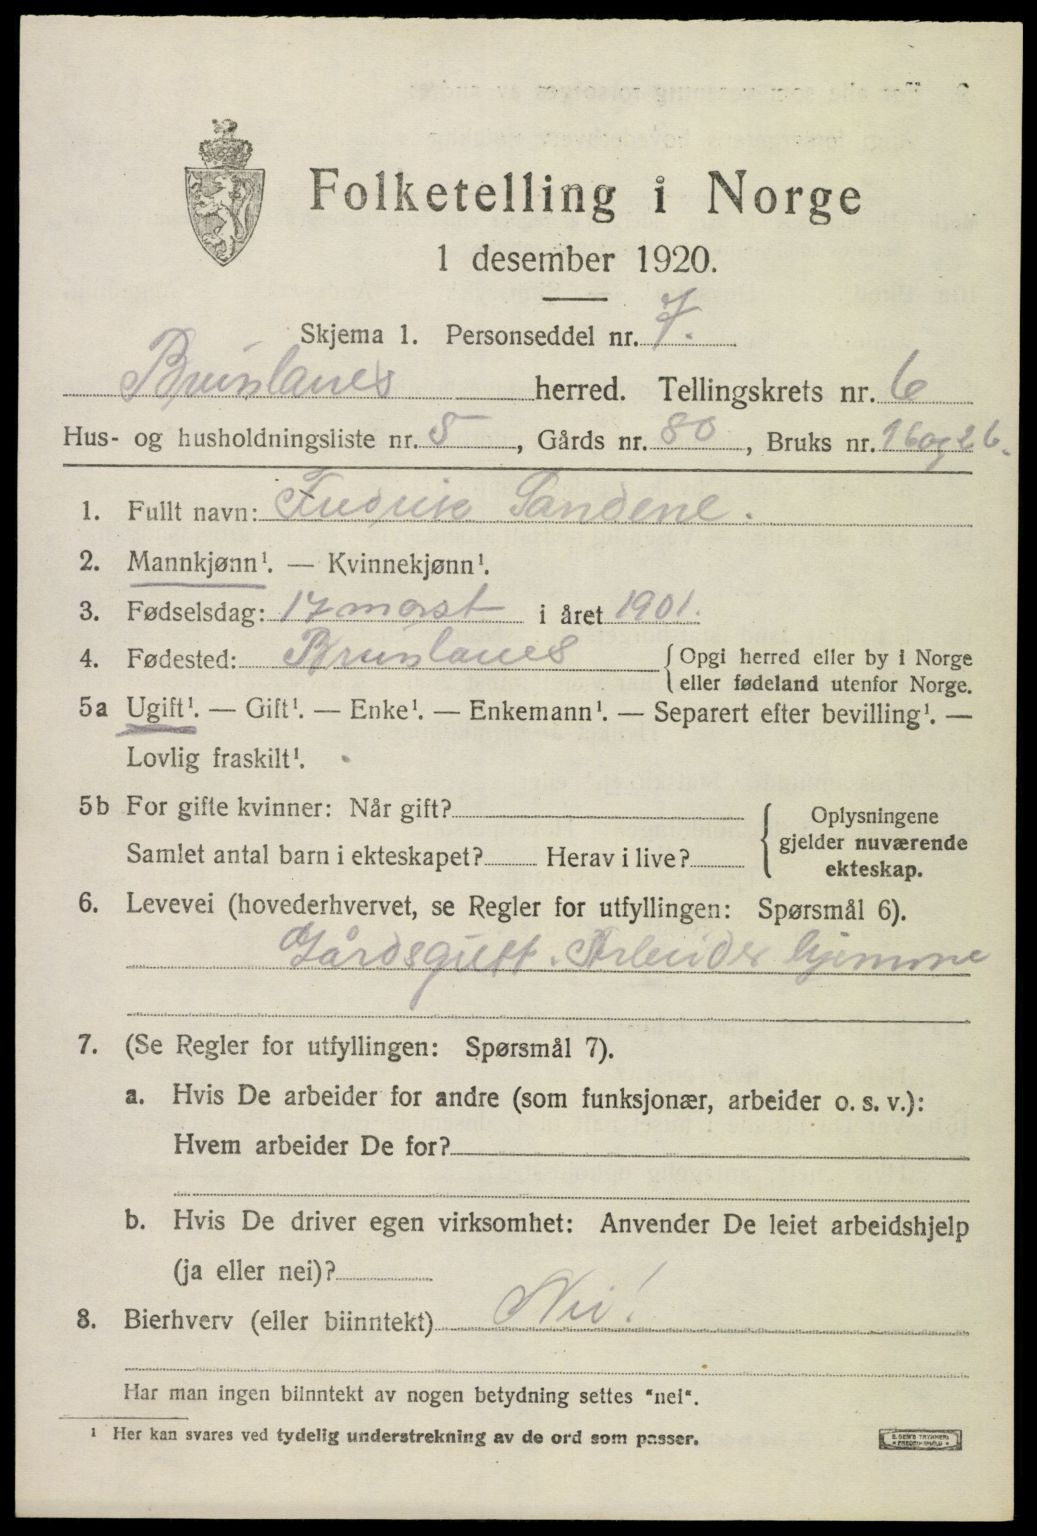 Folketelling i Norge
1 desember 1920.
Skjema 1. Personseddel nr. 7.
Brunlanes herred. Tellingskrets nr. 6
Hus- og husholdningsliste nr. 5, Gårds nr. 80, Bruks nr. 16 og 26.
1. Fullt navn: Fredrik Sandene.
2. Mannkjønn¹. — Kvinnekjønn¹.
3. Fødselsdag: 17 marst i året 1901.
4. Fødested: Brunlanes { Opgi herred eller by i Norge
eller fødeland utenfor Norge.
5a Ugift¹. — Gift¹. — Enke¹. — Enkemann¹. — Separert efter bevilling¹. —
Lovlig fraskilt¹.
5b For gifte kvinner: Når gift?
Samlet antal barn i ekteskapet? Herav i live?
{ Oplysningene
gjelder nuværende
ekteskap.
6. Levevei (hovederhvervet, se Regler for utfyllingen: Spørsmål 6).
Gårdsgutt. Arbeider hjemme
7. (Se Regler for utfyllingen: Spørsmål 7).
a. Hvis De arbeider for andre (som funksjonær, arbeider o. s. v.):
Hvem arbeider De for?
b. Hvis De driver egen virksomhet: Anvender De leiet arbeidshjelp
(ja eller nei)?
8. Bierhverv (eller biinntekt) Nei!
Har man ingen biinntekt av nogen betydning settes "nei".
¹ Her kan svares ved tydelig understrekning av de ord som passer.